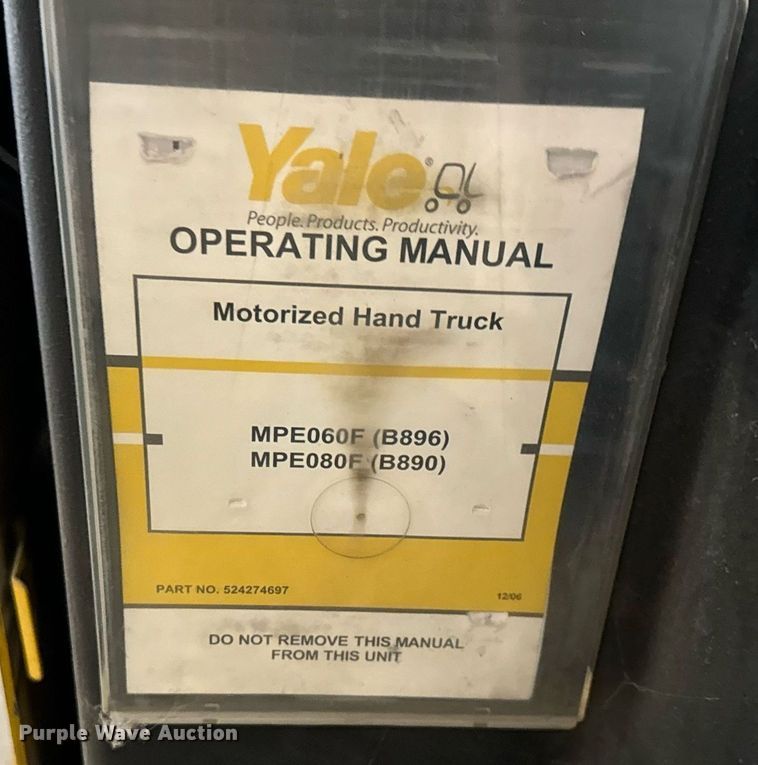 Yale®
People. Products. Productivity.
OPERATING MANUAL
Motorized Hand Truck
MPE060F (B896)
MPE080F (B890)
PART NO. 524274697
12/06
DO NOT REMOVE THIS MANUAL
FROM THIS UNIT
Purple Wave Auction